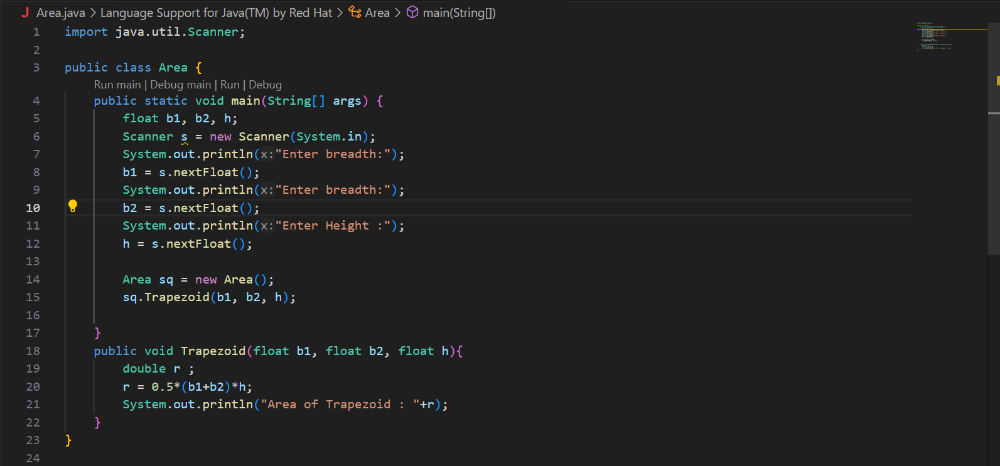 J Area.java > Language Support for Java(TM) by Red Hat > Area > main(String[])
1 import java.util.Scanner;
2
3 public class Area {
Run main | Debug main | Run | Debug
4 public static void main(String[] args) {
5 float b1, b2, h;
6 Scanner s = new Scanner(System.in);
7 System.out.println(x:"Enter breadth:");
8 b1 = s.nextFloat();
9 System.out.println(x:"Enter breadth:");
10 b2 = s.nextFloat();
11 System.out.println(x:"Enter Height :");
12 h = s.nextFloat();
13
14 Area sq = new Area();
15 sq.Trapezoid(b1, b2, h);
16
17 }
18 public void Trapezoid(float b1, float b2, float h){
19 double r ;
20 r = 0.5*(b1+b2)*h;
21 System.out.println("Area of Trapezoid : "+r);
22 }
23 }
24